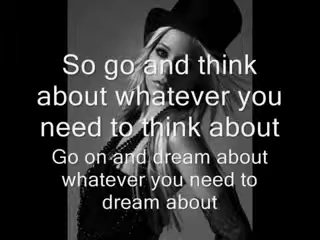 So go and think
about whatever you
need to think about
Go on and dream about
whatever you need to
dream about